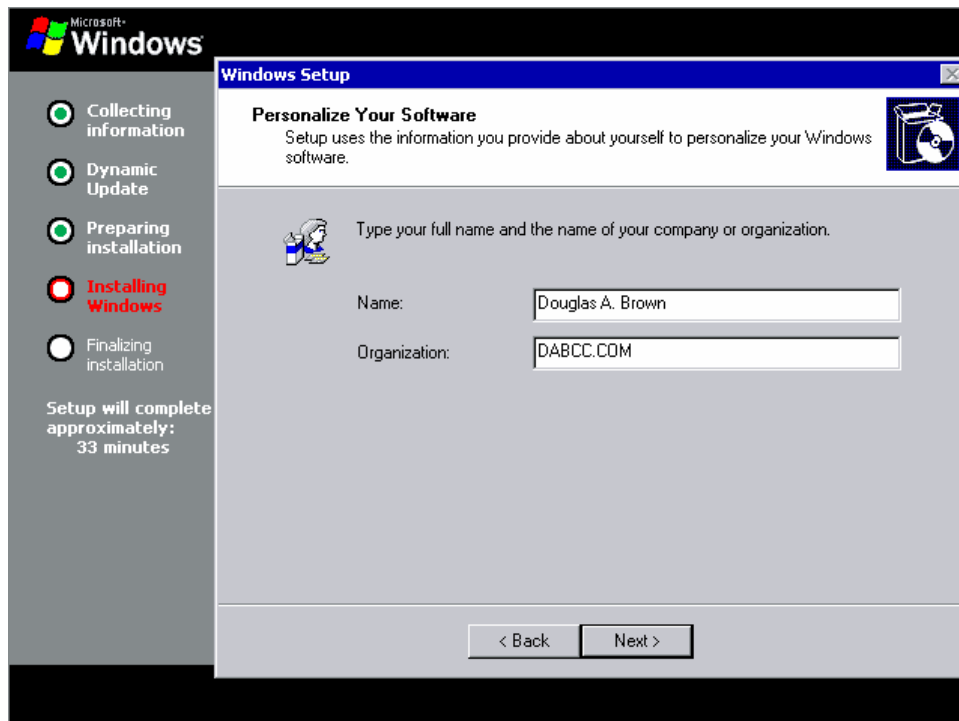 Microsoft
Windows
Collecting
information
Dynamic
Update
Preparing
installation
Installing
Windows
Finalizing
installation
Setup will complete
approximately:
33 minutes
Windows Setup
Personalize Your Software
Setup uses the information you provide about yourself to personalize your Windows
software.
Type your full name and the name of your company or organization.
Name:
Douglas A. Brown
Organization:
DABCC.COM
< Back
Next >